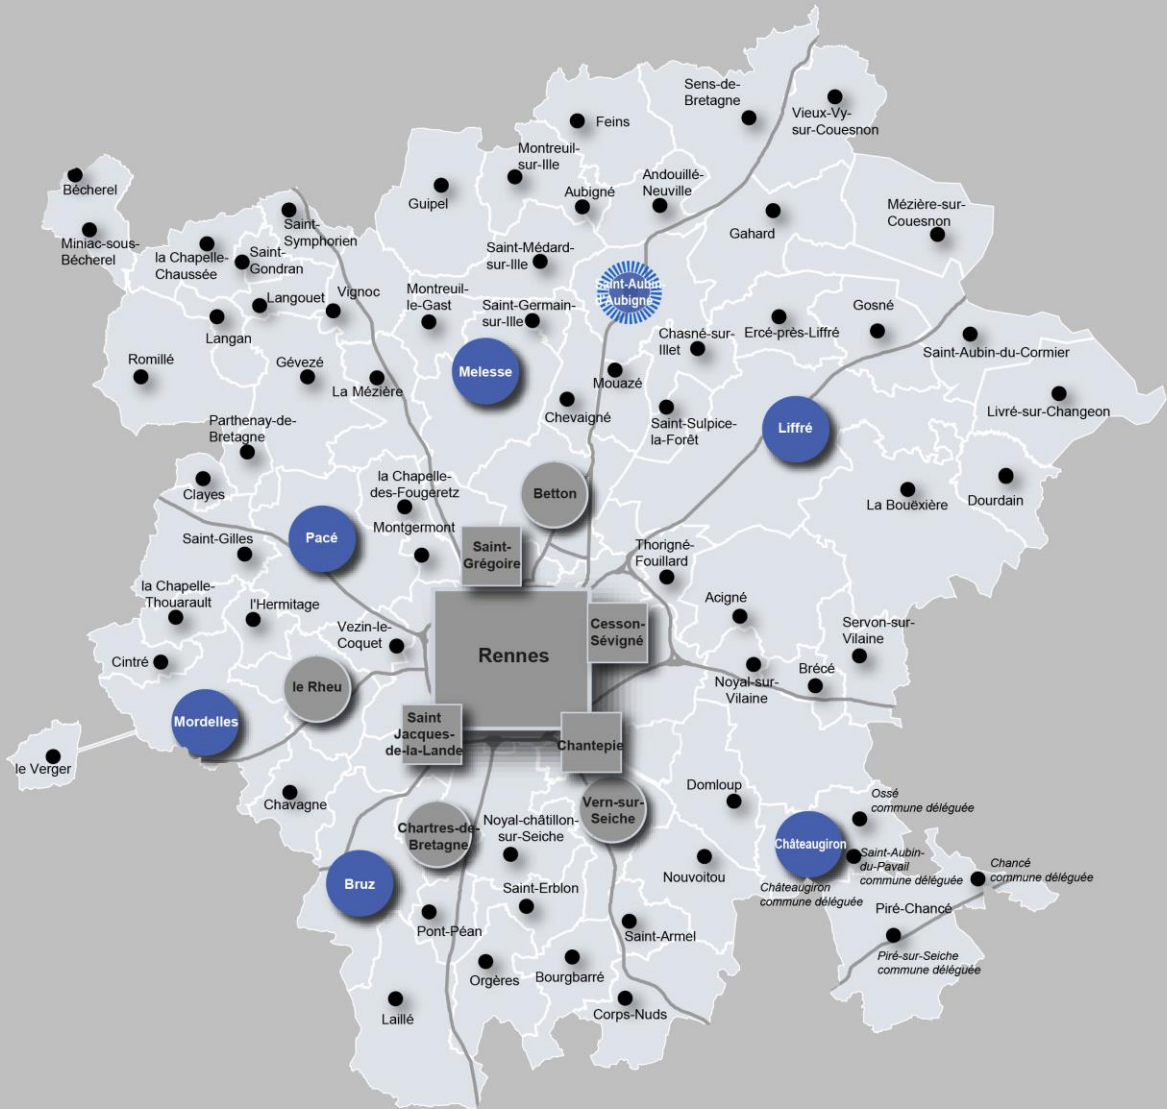 Sens-de-
Bretagne
Vieux-Vy-
sur-Couesnon
Feins
Montreuil
sur-Ille
Andouillé-
Neuville
Aubigné
Guipel
Bécherel
Miniac-sous-
Bécherel
Saint-
Symphorien
la Chapelle-
Chaussée
Saint-
Gondran
Mézière-sur-
Couesnon
Gahard
Saint-Médard-
sur-Ille
Saint-Aubin
d'Aubigné
Langouet
Vignoc
Langan
Montreuil-
le-Gast
Saint-Germain-
sur-Ille
Gosné
Chasné-sur-
Illet
Ercé-près-Liffré
Saint-Aubin-du-Cormier
Romillé
Gévezé
La Mézière
Melesse
Mouazé
Chevaigné
Saint-Sulpice-
la-Forêt
Liffré
Livré-sur-Changeon
Parthenay-de-
Bretagne
Clayes
la Chapelle
-des-Fougeretz
Betton
La Bouëxière
Dourdain
Pacé
Montgermont
Saint-Gilles
Saint-
Grégoire
Thorigné-
Fouillard
la Chapelle-
Thouarault
l'Hermitage
Acigné
Vezin-le-
Coquet
Cesson-
Sévigné
Servon-sur-
Vilaine
Rennes
Cintré
Brécé
Noyal-sur-
Vilaine
le Rheu
Mordelles
Saint
Jacques-
de-la-Lande
Chantepie
le Verger
Chavagne
Domloup
Ossé
commune déléguée
Vern-sur-
Seiche
Chartres-de-
Bretagne
Noyal-châtillon
-sur-Seiche
Châteaugiron
Saint-Aubin-
du-Pavail
commune déléguée
Chancé
commune déléguée
Nouvoitou
Châteaugiron
commune déléguée
Bruz
Saint-Erblon
Piré-Chancé
Pont-Péan
Saint-Armel
Piré-sur-Seiche
commune déléguée
Orgères
Bourgbarré
Laillé
Corps-Nuds